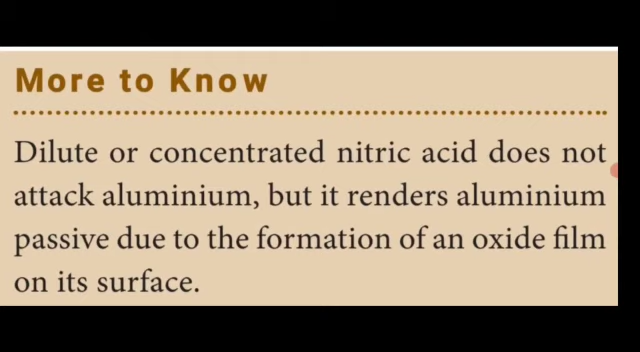 More to Know
Dilute or concentrated nitric acid does not
attack aluminium, but it renders aluminium
passive due to the formation of an oxide film
on its surface.